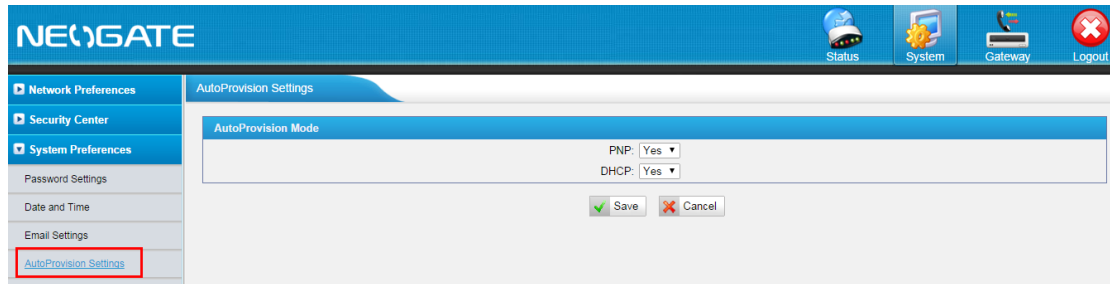 NEOGATE
Status
System
Gateway
Logout
Network Preferences
AutoProvision Settings
Security Center
AutoProvision Mode
System Preferences
PNP: Yes
Password Settings
DHCP: Yes
Date and Time
Save Cancel
Email Settings
AutoProvision Settings